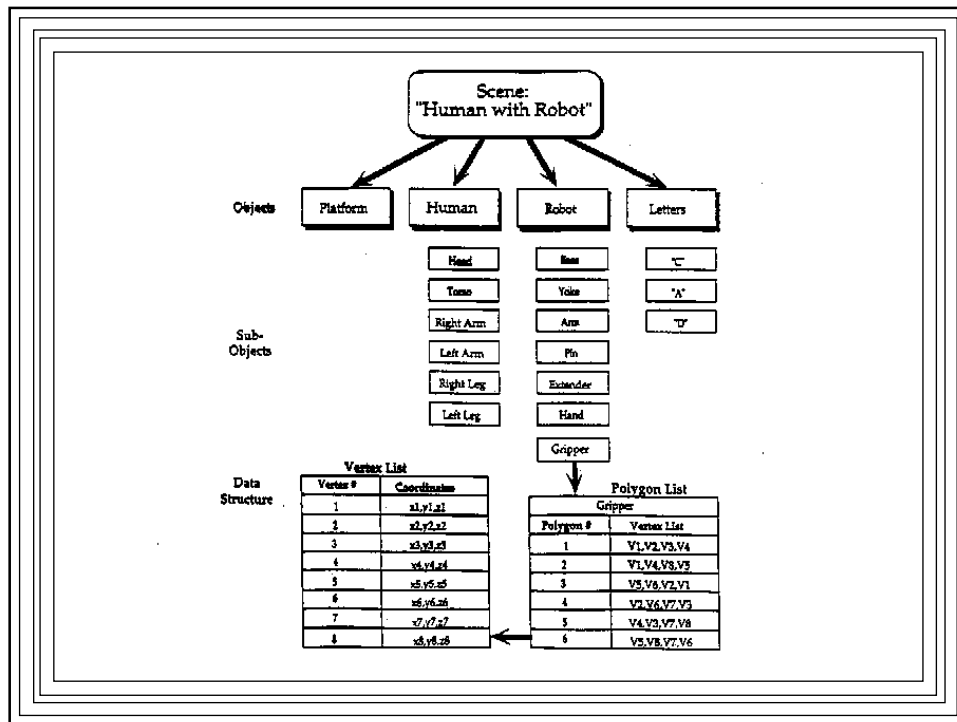 Scene:
"Human with Robot"
Objects
Platform
Human
Robot
Letters
Sub-
Objects
Head
Torso
Right Arm
Left Arm
Right Leg
Left Leg
Base
Yoke
Arm
Pin
Extender
Hand
Gripper
"C"
"A"
"D"
Data
Structure
Vertex List
Vertex # Coordinates
1 x1,y1,z1
2 x2,y2,z2
3 x3,y3,z3
4 x4,y4,z4
5 x5,y5,z5
6 x6,y6,z6
7 x7,y7,z7
8 x8,y8,z8
Polygon List
Gripper
Polygon # Vertex List
1 V1,V2,V3,V4
2 V1,V4,V8,V5
3 V5,V6,V2,V1
4 V2,V6,V7,V3
5 V4,V3,V7,V8
6 V5,V8,V7,V6